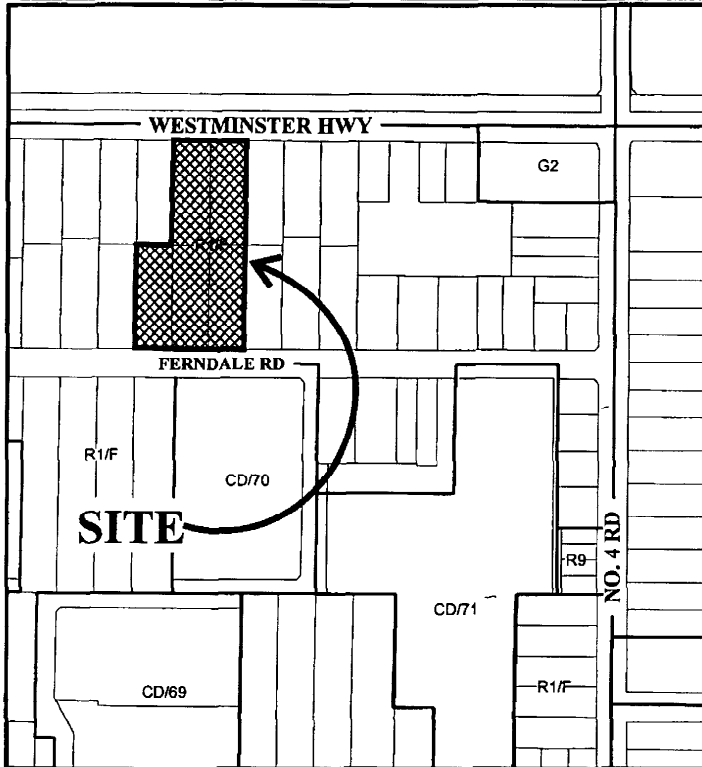 WESTMINSTER HWY
G2
FERNDALE RD
R1/F
CD/70
SITE
R9
NO. 4 RD
CD/71
R1/F
CD/69